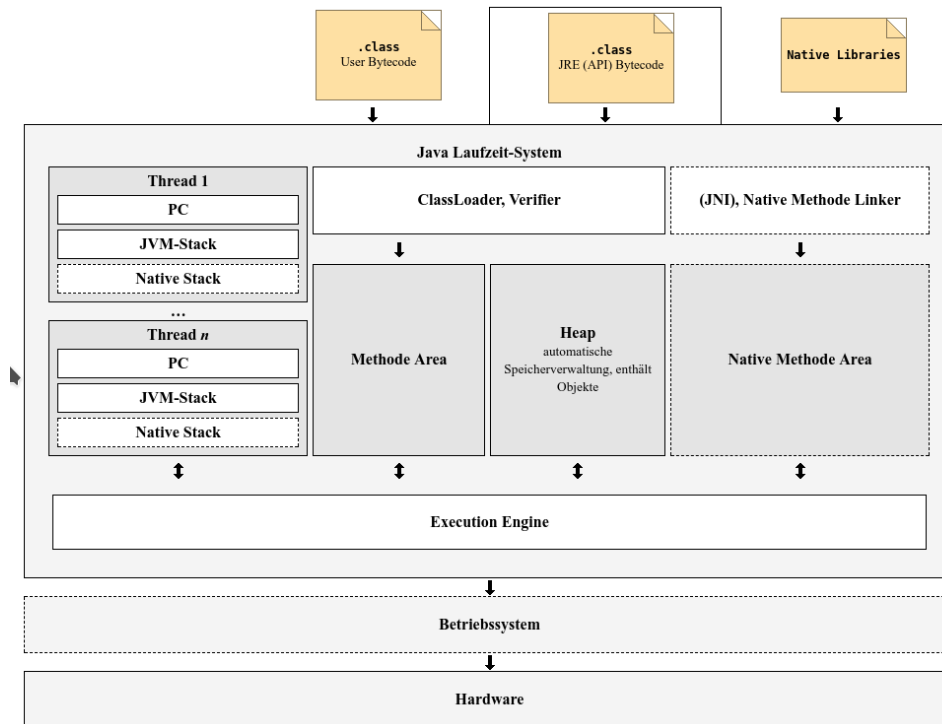 .class
User Bytecode
.class
JRE (API) Bytecode
Native Libraries
Java Laufzeit-System
Thread 1
PC
JVM-Stack
Native Stack
...
Thread n
PC
JVM-Stack
Native Stack
ClassLoader, Verifier
(JNI), Native Methode Linker
Methode Area
Heap
automatische
Speicherverwaltung, enthält
Objekte
Native Methode Area
Execution Engine
Betriebssystem
Hardware